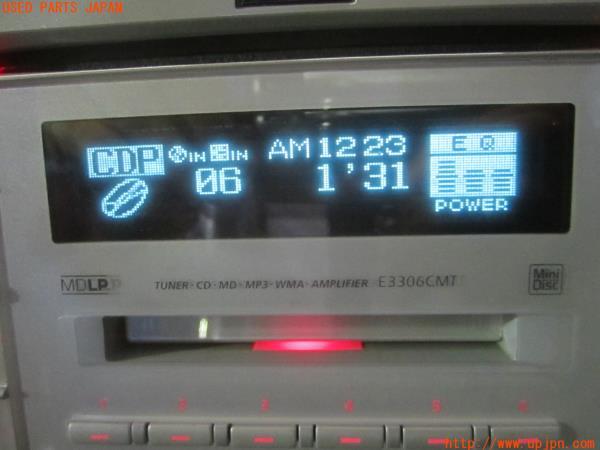 USED PARTS JAPAN
CDP IN IN AM 12 23 EQ
06 1'31
POWER
MDLP TUNER・CD・MD・MP3・WMA・AMPLIFIER E3306CMT Mini Disc
1 2 3 4 5 6
http://www.upjpn.com